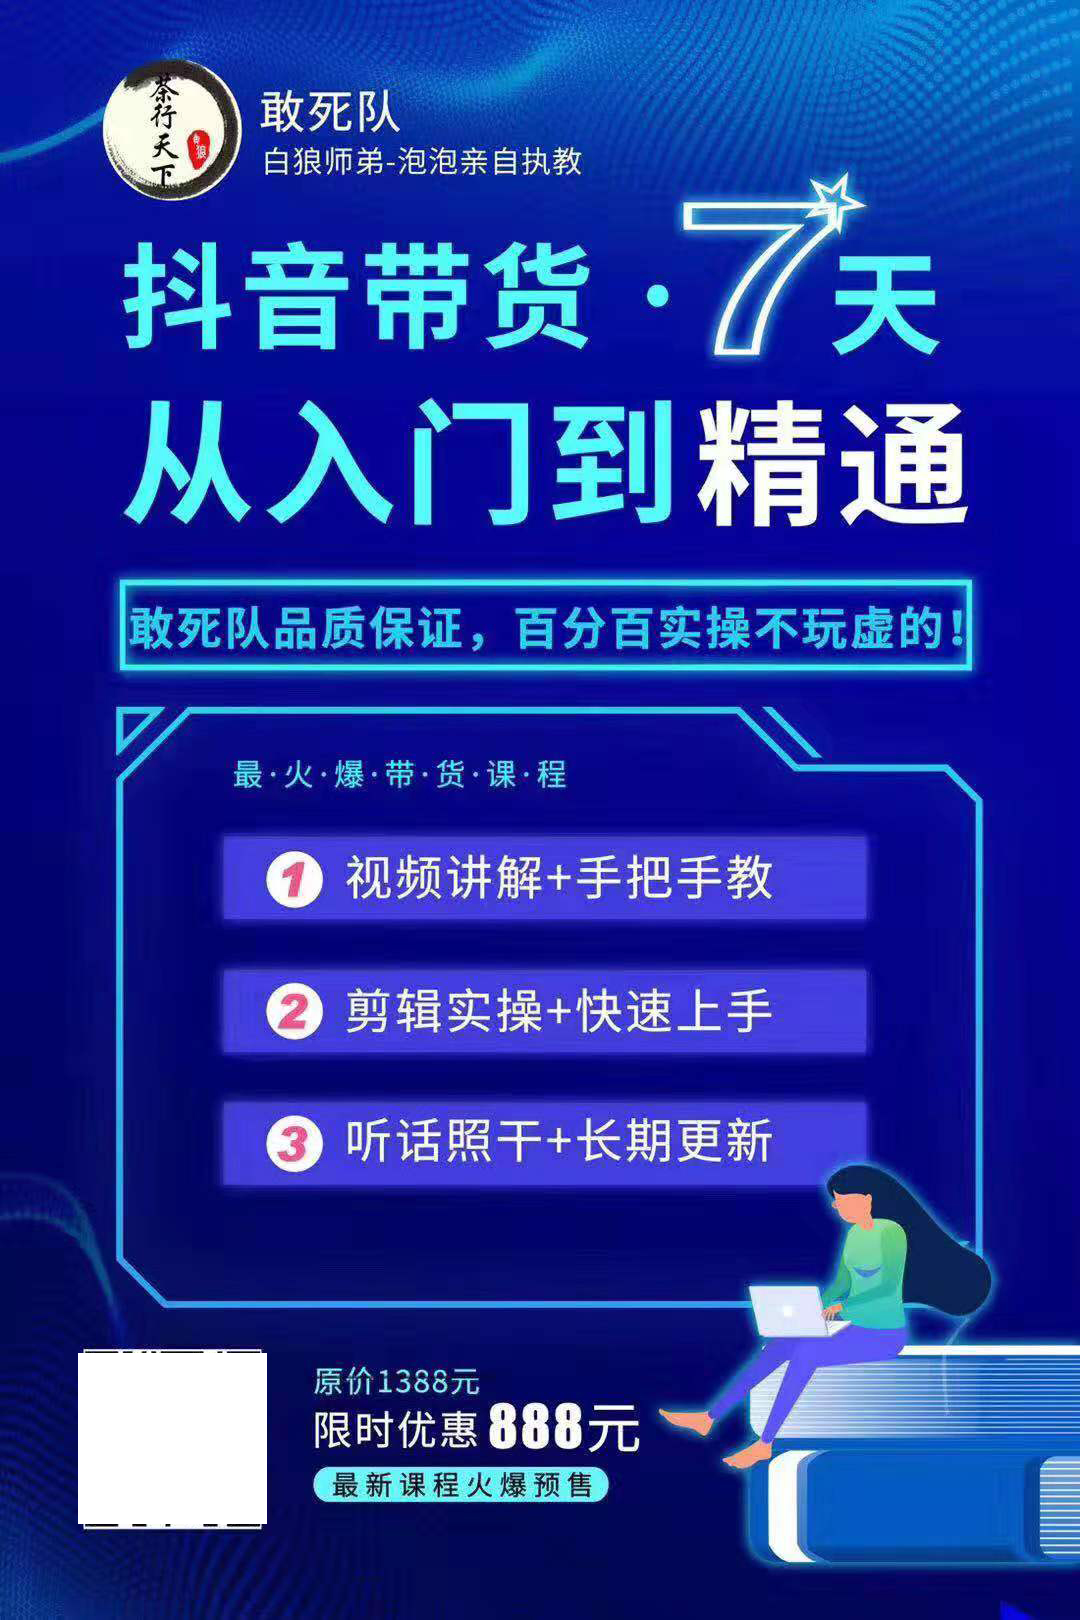 茶行天下
白狼
敢死队
白狼师弟-泡泡亲自执教
抖音带货·7天
从入门到精通
敢死队品质保证，百分百实操不玩虚的！
最·火·爆·带·货·课·程
1 视频讲解+手把手教
2 剪辑实操+快速上手
3 听话照干+长期更新
原价1388元
限时优惠888元
最新课程火爆预售